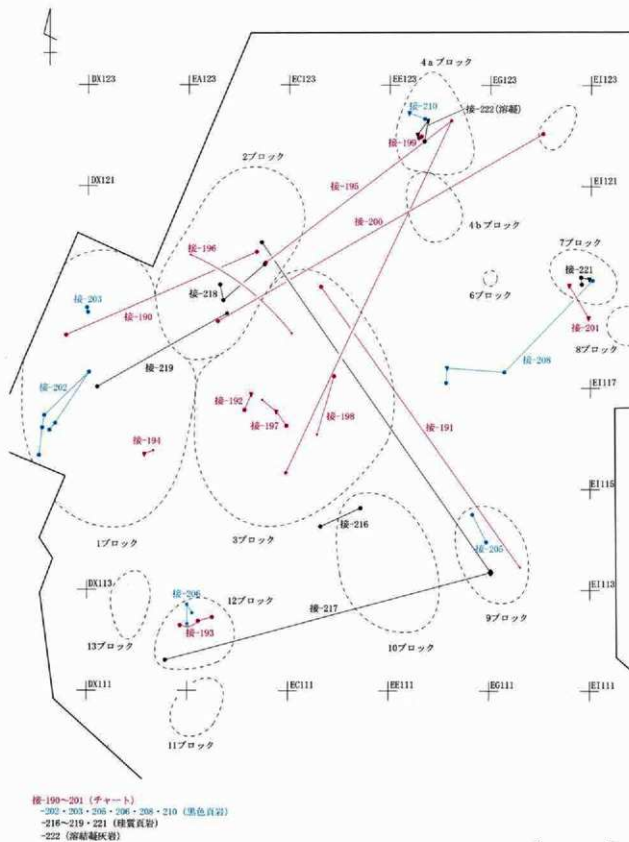 4aブロック
DX123 EA123 EC123 EE123 EG123 EI123
接-210
接-222(溶凝)
接-199
2ブロック
接-195
DX121 EI121
接-200
4bブロック
接-196
7ブロック
接-203 接-218 接-221
6ブロック
接-190
接-201
8ブロック
接-208
接-219
接-202 EI117
接-192
接-197 接-198 接-191
接-194
EI115
接-216
1ブロック 3ブロック 接-205
DX113 EI113
接-206 12ブロック
接-217 9ブロック
接-193
13ブロック 10ブロック
DX111 EC111 EE111 EG111 EI111
11ブロック
接-190~201(チャート)
-202・203・205・206・208・210(黒色頁岩)
-216~219・221(珪質頁岩)
-222(溶結凝灰岩)